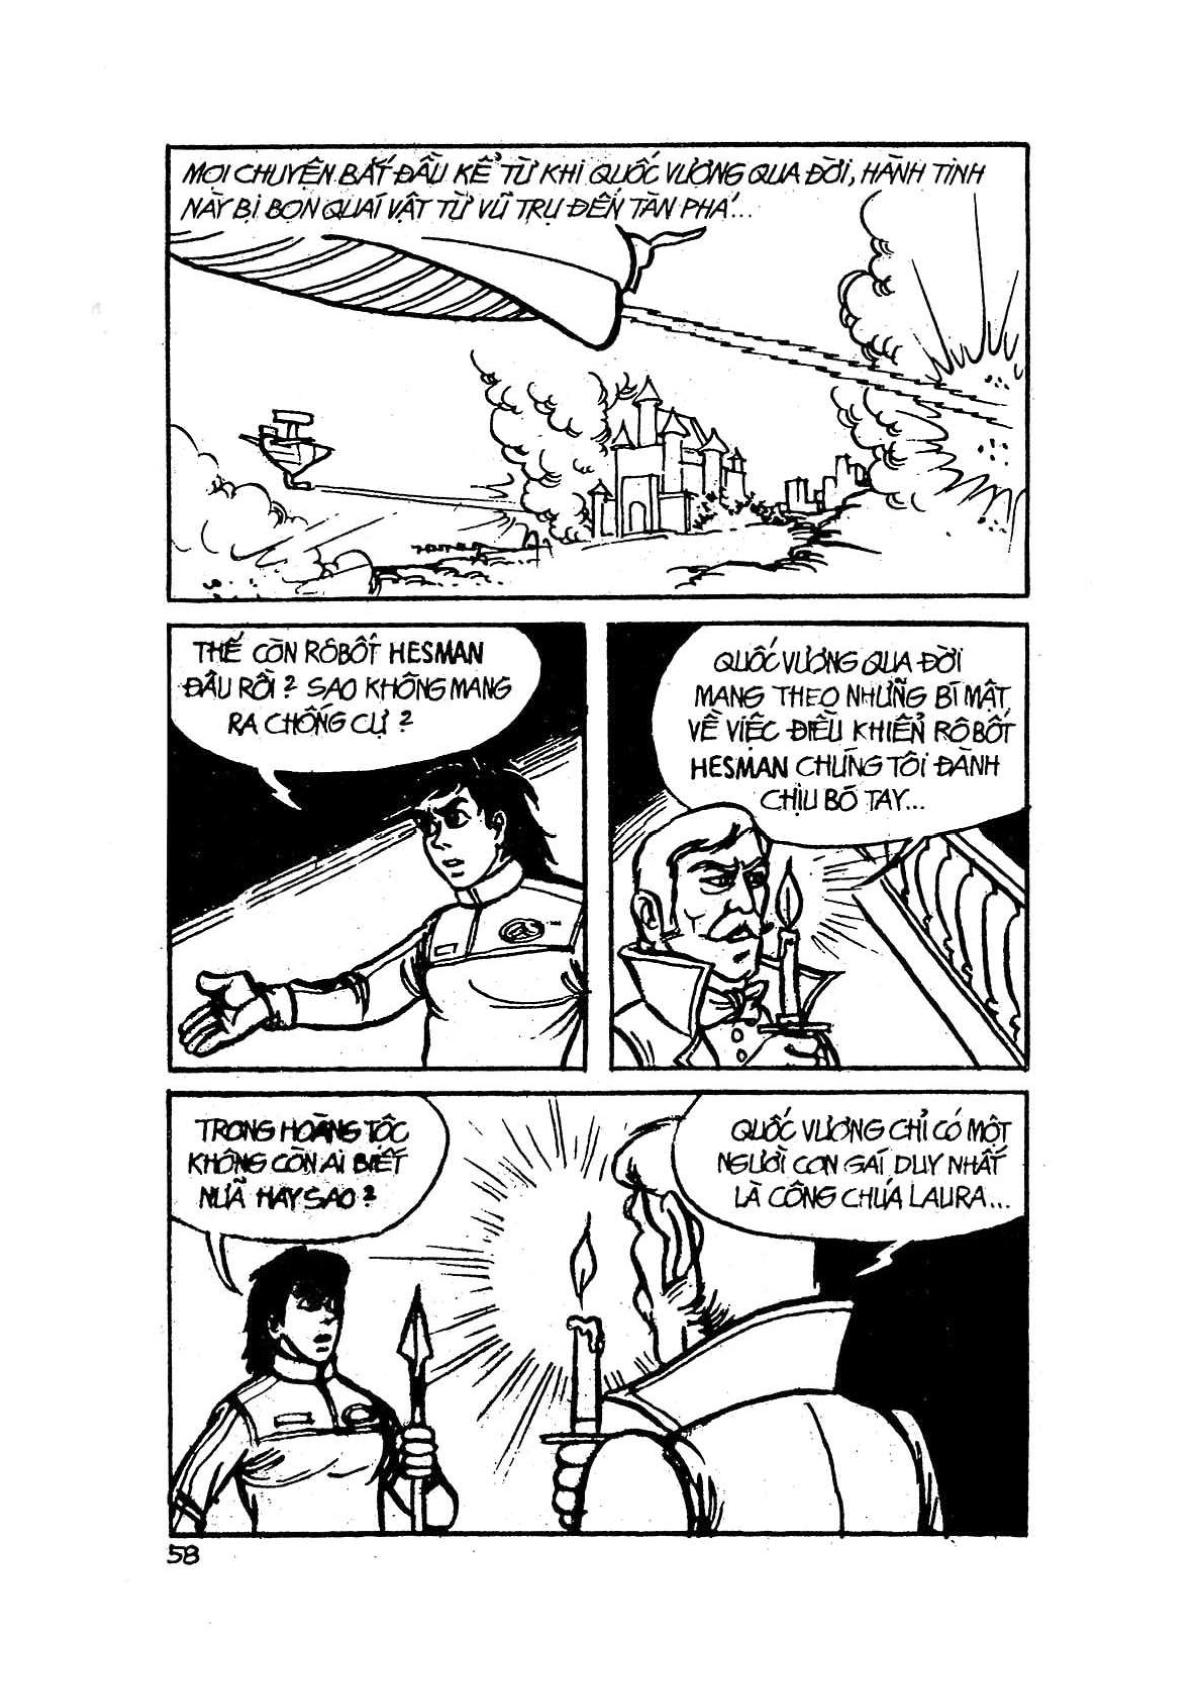 MỌI CHUYỆN BẮT ĐẦU KỂ TỪ KHI QUỐC VƯƠNG QUA ĐỜI, HÀNH TINH
NÀY BỊ BỌN QUÁI VẬT TỪ VŨ TRỤ ĐẾN TÀN PHÁ...
THẾ CÒN RÔBỐT HESMAN
ĐÂU RỒI? SAO KHÔNG MANG
RA CHỐNG CỰ?
QUỐC VƯƠNG QUA ĐỜI
MANG THEO NHỮNG BÍ MẬT
VỀ VIỆC ĐIỀU KHIỂN RÔBỐT
HESMAN CHÚNG TÔI ĐÀNH
CHỊU BÓ TAY...
TRONG HOÀNG TỘC
KHÔNG CÒN AI BIẾT
NỮA HAY SAO?
QUỐC VƯƠNG CHỈ CÓ MỘT
NGƯỜI CON GÁI DUY NHẤT
LÀ CÔNG CHÚA LAURA...
58